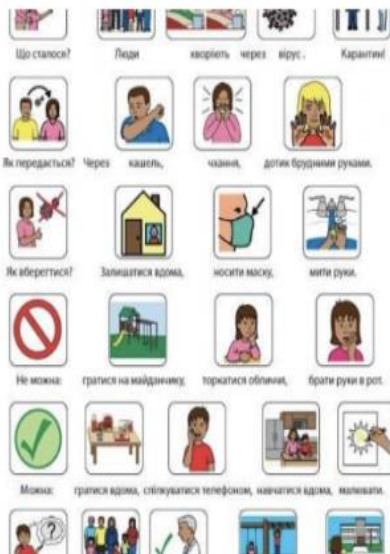 Що сталося? Люди хворіють через вірус. Карантин!
Як передається? Через кашель, чхання, дотик брудними руками.
Як вберегтися? Залишатися вдома, носити маску, мити руки.
Не можна: гратися на майданчику, торкатися обличчя, брати руки в рот.
Можна: гратися вдома, спілкуватися телефоном, навчатися вдома, малювати.